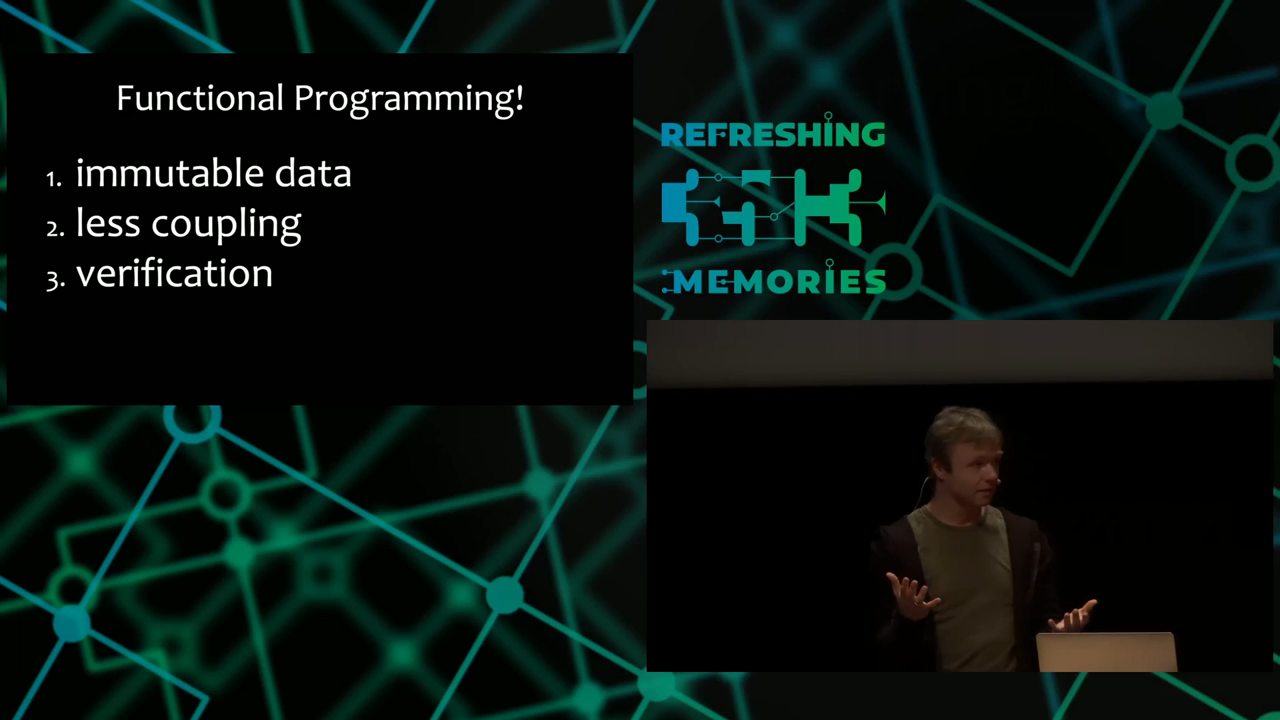 Functional Programming!
1. immutable data
2. less coupling
3. verification
REFRESHING
MEMORIES